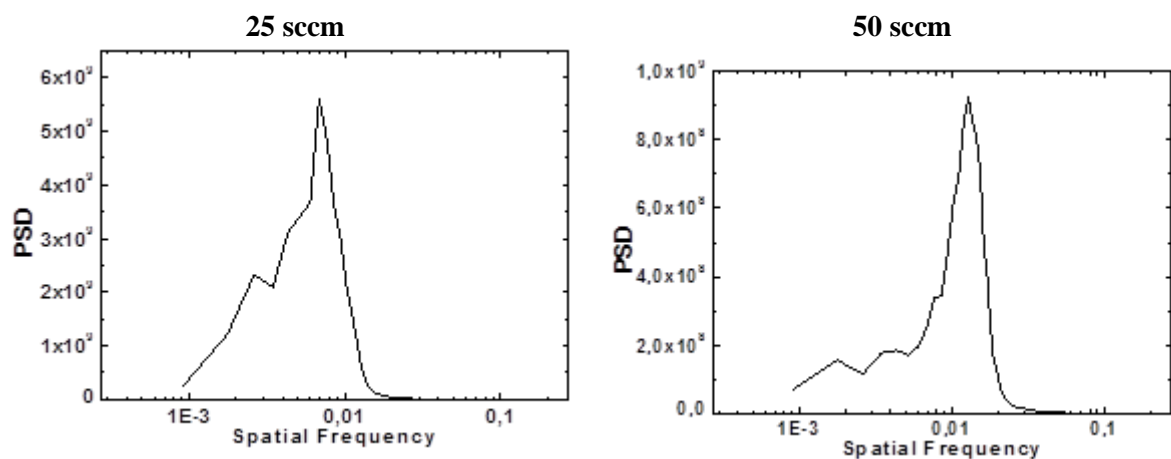 25 sccm
6x10⁹
5x10⁹
4x10⁹
3x10⁹
2x10⁹
1x10⁹
0
PSD
1E-3
0,01
0,1
Spatial Frequency
50 sccm
1,0x10⁹
8,0x10⁸
6,0x10⁸
4,0x10⁸
2,0x10⁸
0,0
PSD
1E-3
0,01
0,1
Spatial Frequency